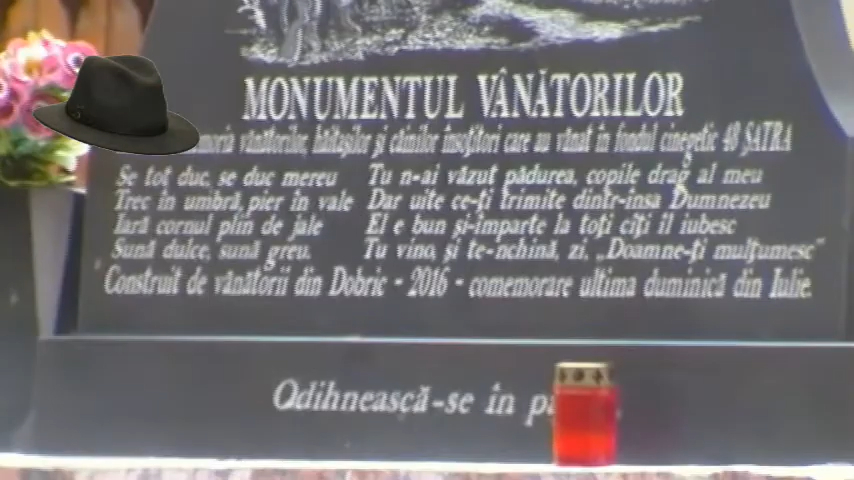 MONUMENTUL VÂNĂTORILOR
vânătorilor, hăitașilor și câinilor însoțitori care au vânat în fondul cinegetic 48 ȘATRA
Se tot duc, se duc mereu
Trec în umbră, pier în vale
Iară cornul plin de jale
Sună dulce, sună greu.
Tu n-ai văzut pădurea, copile drag al meu
Dar uite ce-ți trimite dintr-însa Dumnezeu
El e bun și-mparte la toți cîți îl iubesc
Tu vino, și te-nchină, zi, „Doamne-ți mulțumesc”
Construit de vânătorii din Dobric - 2016 - comemorare ultima duminică din Iulie.
Odihnească-se în